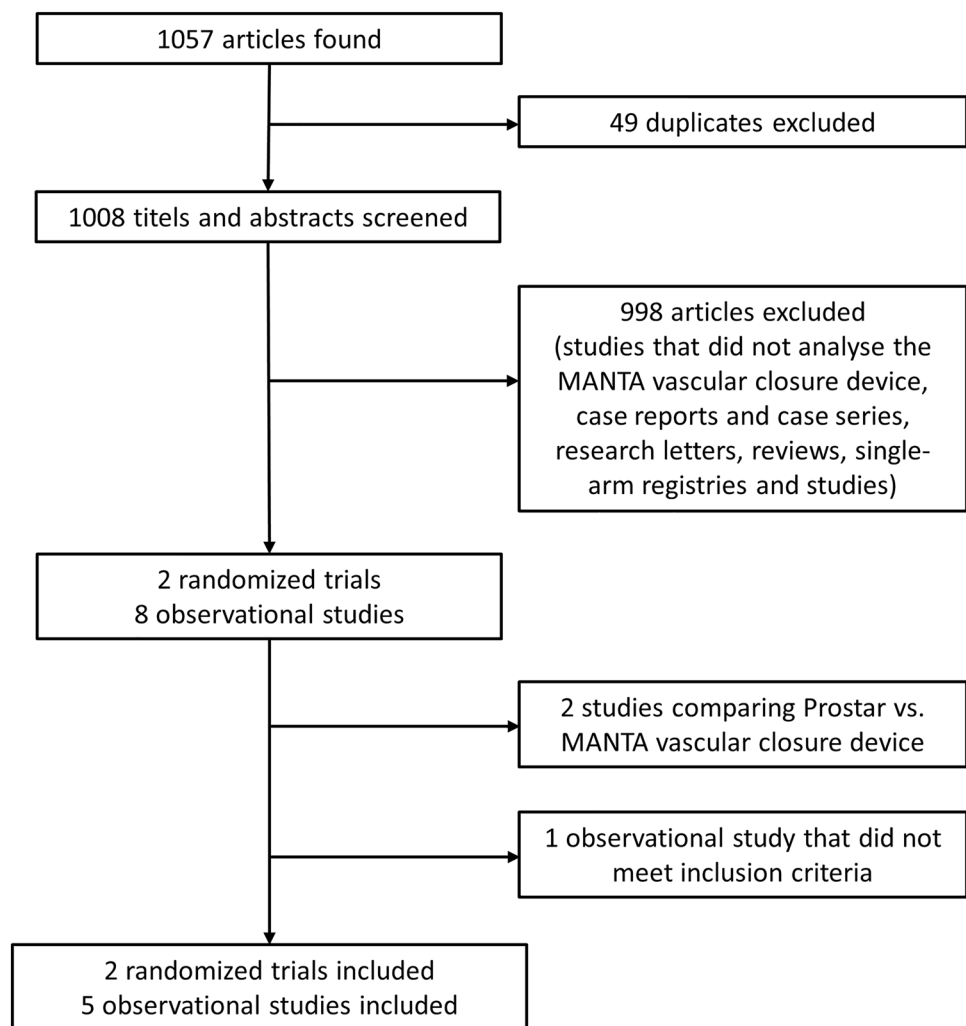 1057 articles found
49 duplicates excluded
1008 titels and abstracts screened
998 articles excluded
(studies that did not analyse the
MANTA vascular closure device,
case reports and case series,
research letters, reviews, single-
arm registries and studies)
2 randomized trials
8 observational studies
2 studies comparing Prostar vs.
MANTA vascular closure device
1 observational study that did not
meet inclusion criteria
2 randomized trials included
5 observational studies included